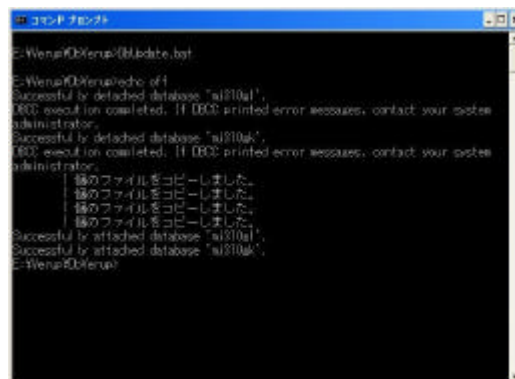 コマンド プロンプト
E:¥Verup¥DbVerup>DbUpdate.bat
E:¥Verup¥DbVerup>echo off
Successfully detached database
DBCC execution completed. If DBCC printed error messages, contact your system
administrator.
Successfully detached database
DBCC execution completed. If DBCC printed error messages, contact your system
administrator.
1 個のファイルをコピーしました。
1 個のファイルをコピーしました。
1 個のファイルをコピーしました。
1 個のファイルをコピーしました。
Successfully attached database
Successfully attached database
E:¥Verup¥DbVerup>